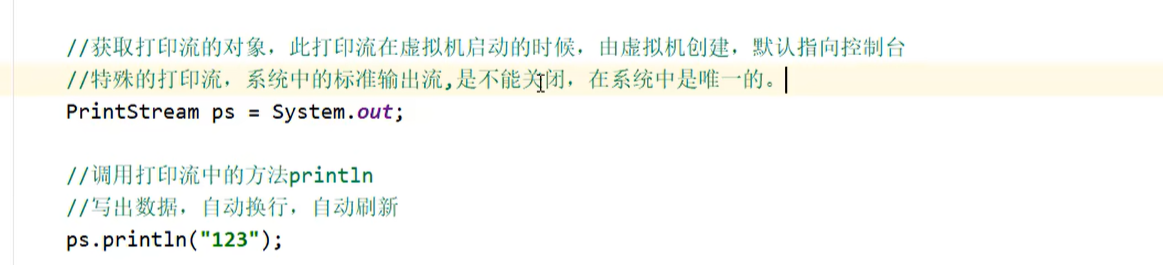 //获取打印流的对象，此打印流在虚拟机启动的时候，由虚拟机创建，默认指向控制台
//特殊的打印流，系统中的标准输出流,是不能关闭，在系统中是唯一的。
PrintStream ps = System.out;
//调用打印流中的方法println
//写出数据，自动换行，自动刷新
ps.println("123");